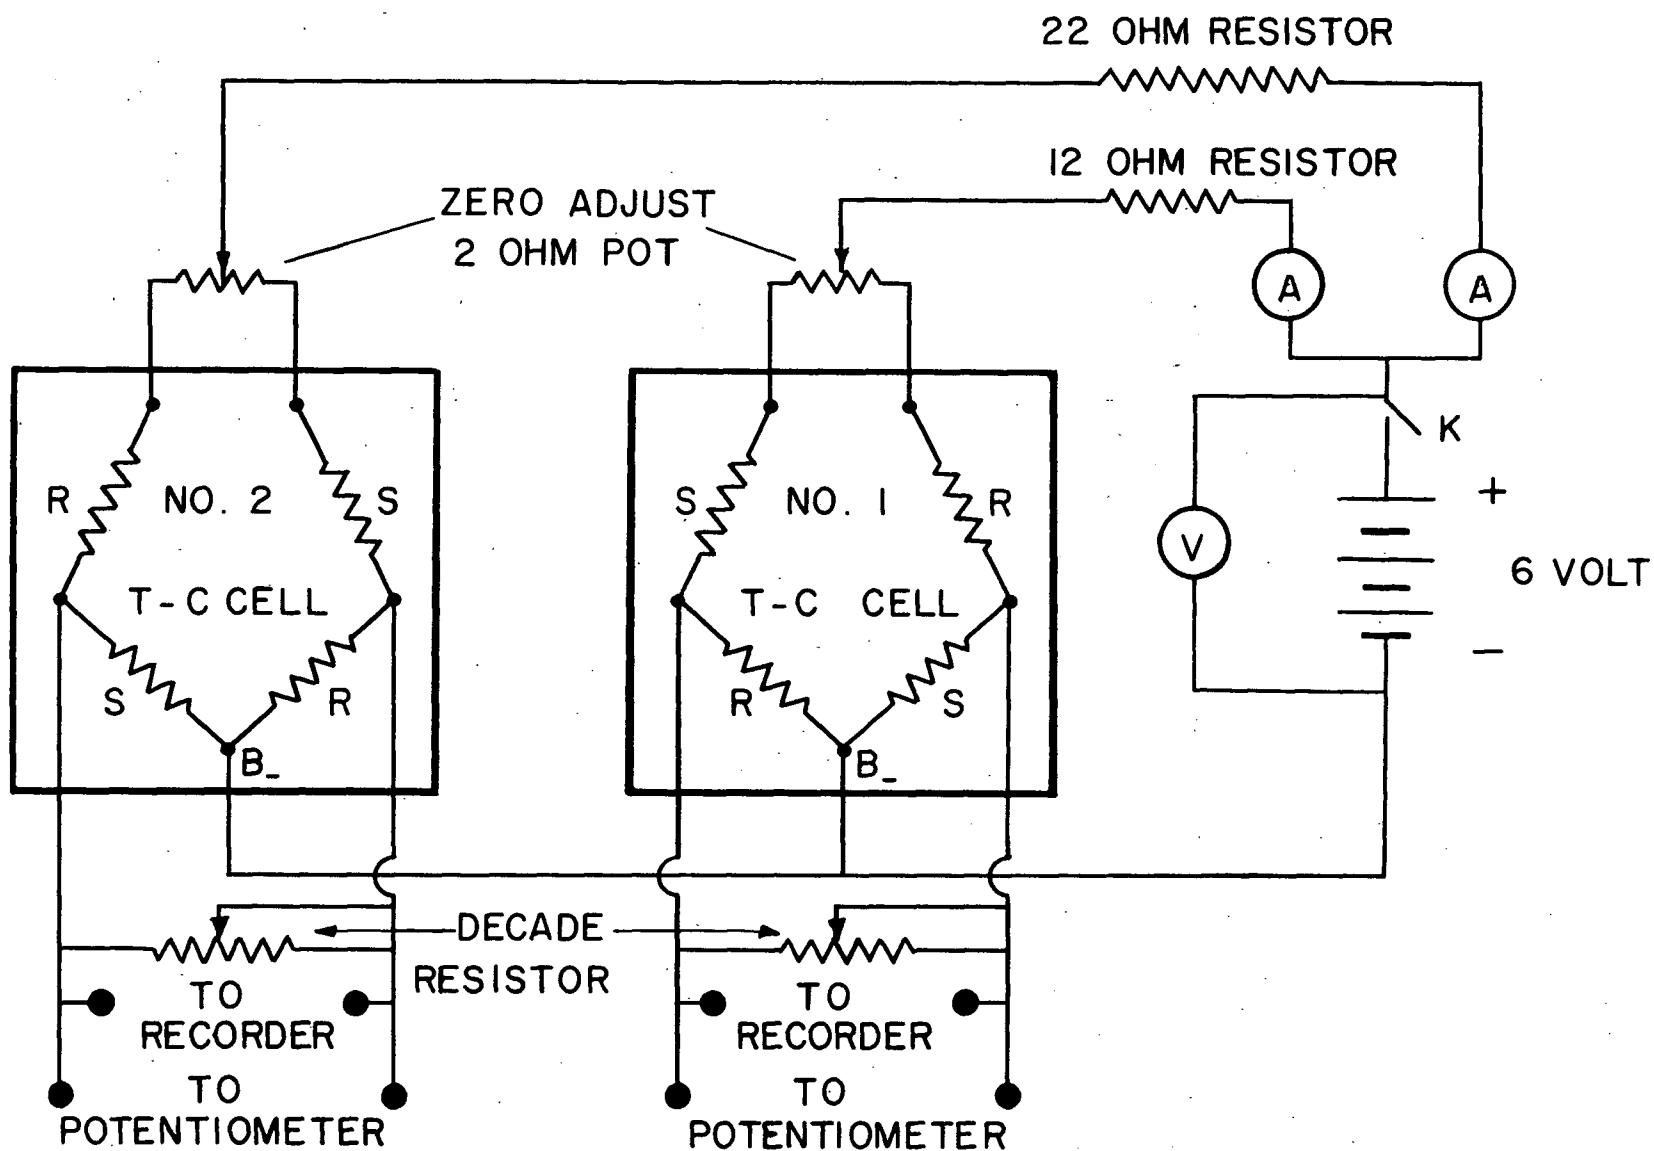 22 OHM RESISTOR
12 OHM RESISTOR
ZERO ADJUST
2 OHM POT
A
A
K
+
V
6 VOLT
–
R
NO. 2
S
T-C CELL
S
R
B_
S
NO. 1
R
T-C CELL
R
S
B_
DECADE
RESISTOR
TO
RECORDER
TO
POTENTIOMETER
TO
RECORDER
TO
POTENTIOMETER